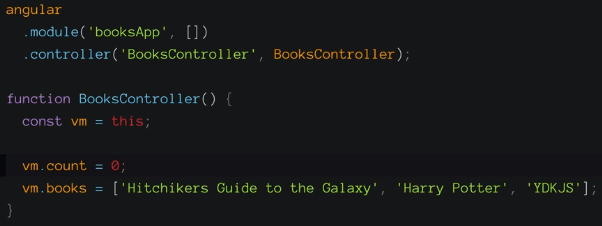 angular
.module('booksApp', [])
.controller('BooksController', BooksController);
function BooksController() {
const vm = this;
vm.count = 0;
vm.books = ['Hitchikers Guide to the Galaxy', 'Harry Potter', 'YDKJS'];
}